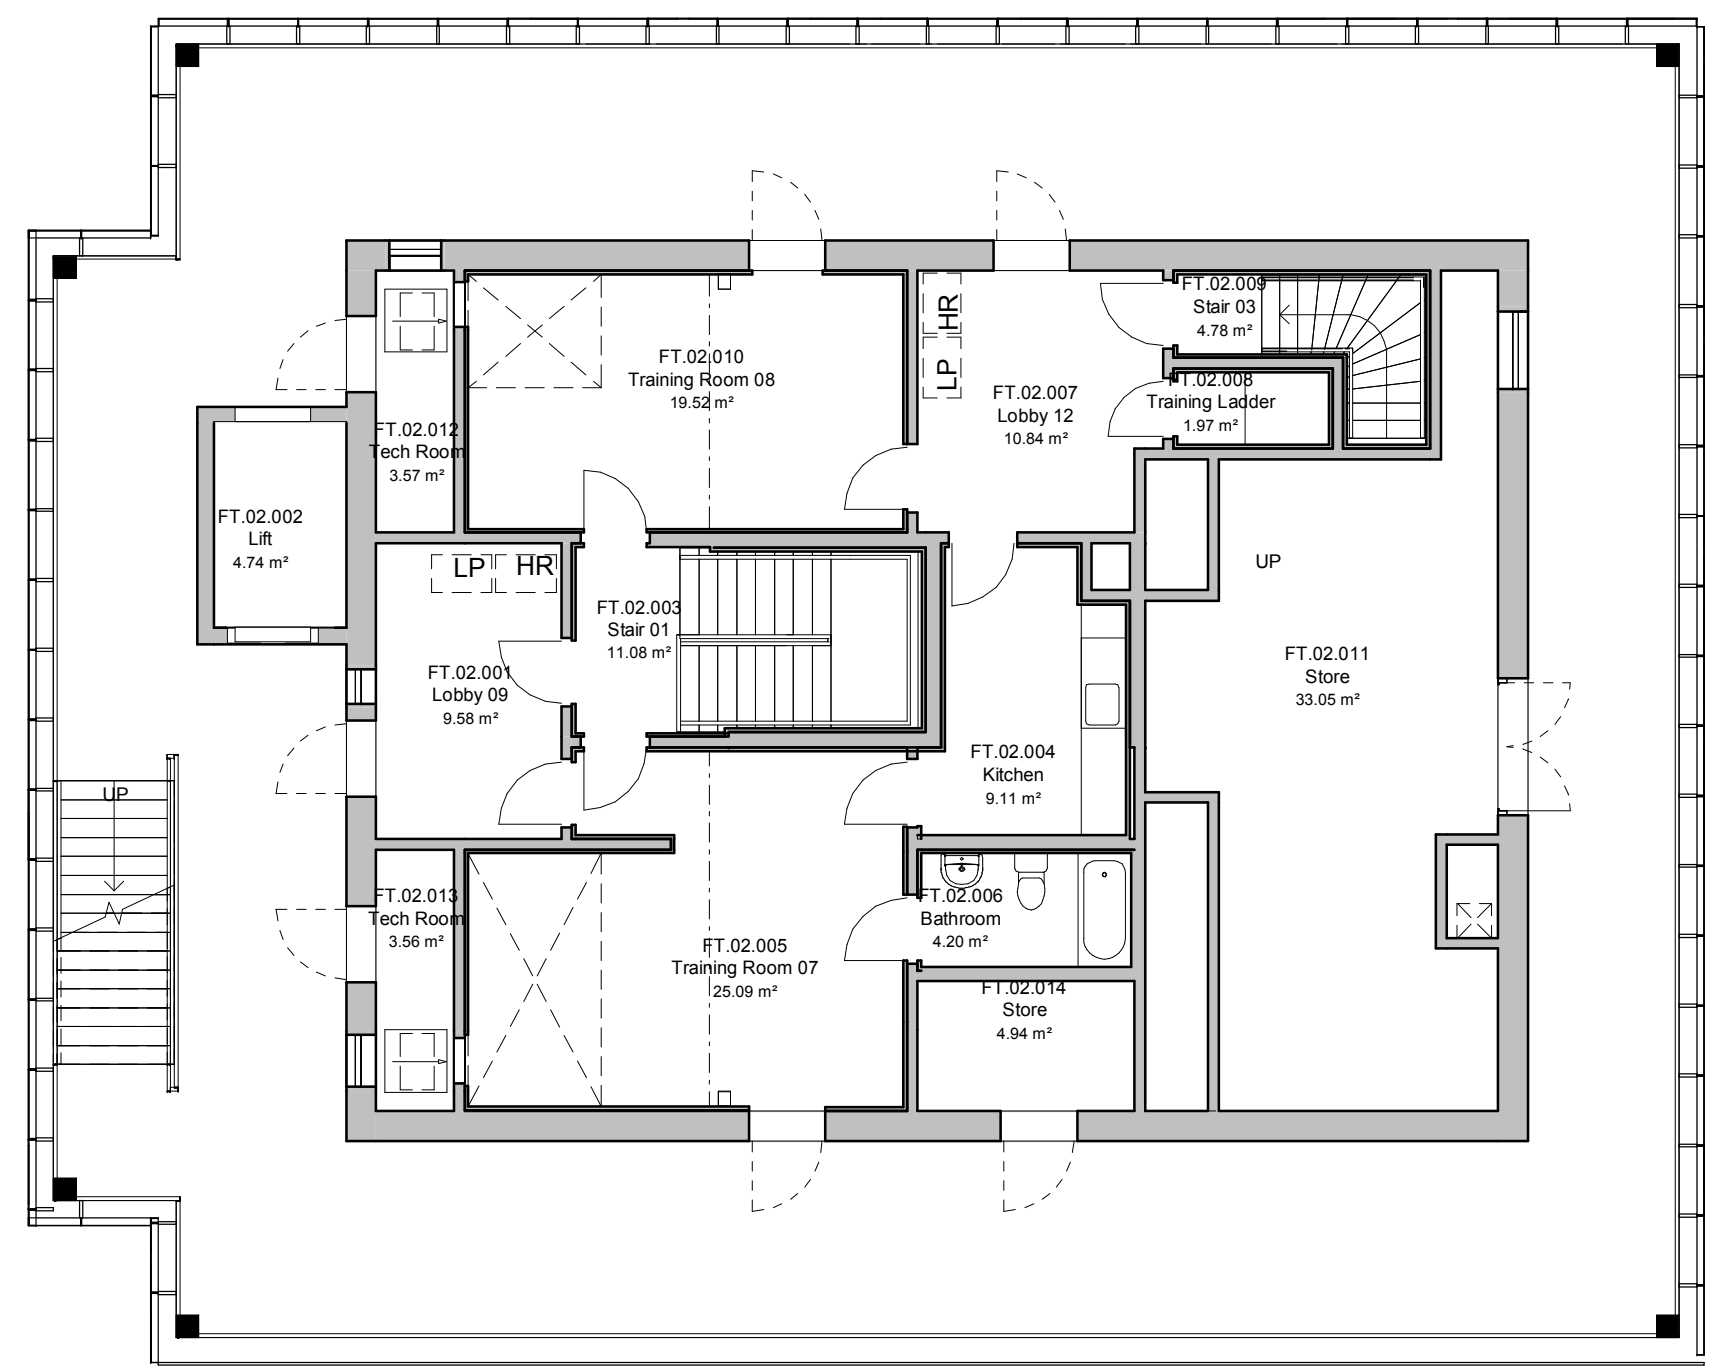 FT.02.009
Stair 03
4.78 m²
HR
LP
FT.02.010
Training Room 08
19.52 m²
FT.02.008
Training Ladder
1.97 m²
FT.02.007
Lobby 12
10.84 m²
FT.02.012
Tech Room
3.57 m²
FT.02.002
Lift
4.74 m²
LP HR
UP
FT.02.003
Stair 01
11.08 m²
FT.02.001
Lobby 09
9.58 m²
FT.02.011
Store
33.05 m²
FT.02.004
Kitchen
9.11 m²
UP
FT.02.013
Tech Room
3.56 m²
FT.02.006
Bathroom
4.20 m²
FT.02.005
Training Room 07
25.09 m²
FT.02.014
Store
4.94 m²